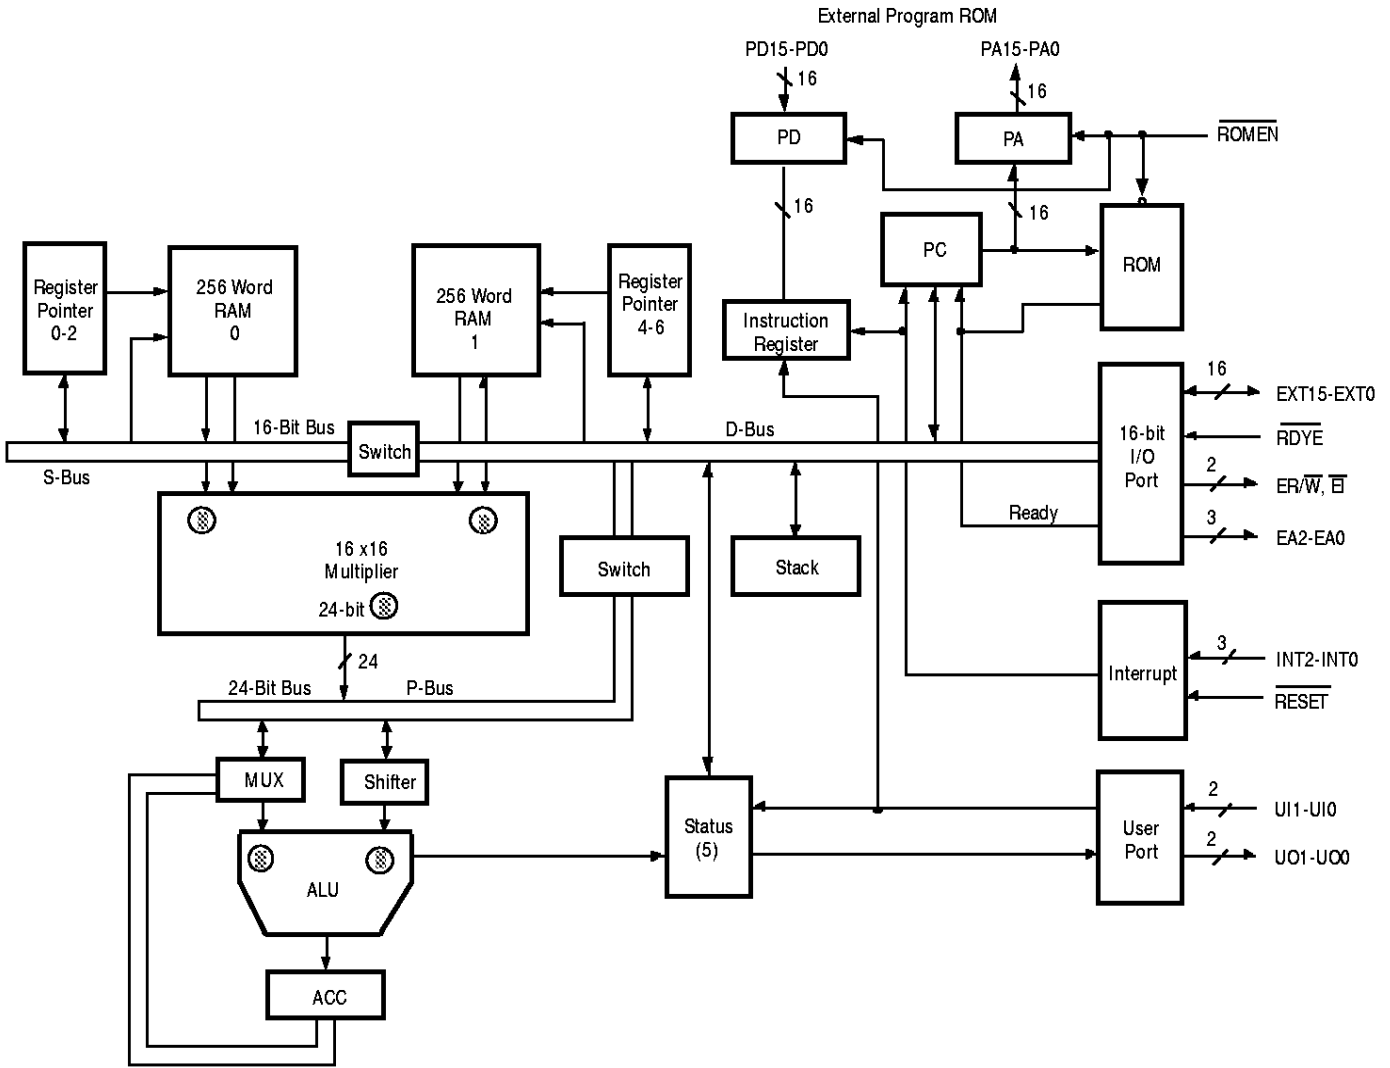 External Program ROM
PD15-PD0
PA15-PA0
16
16
PD
PA
ROMEN
16
16
PC
ROM
Register
Pointer
0-2
256 Word
RAM
0
256 Word
RAM
1
Register
Pointer
4-6
Instruction
Register
16
EXT15-EXT0
16-Bit Bus
Switch
D-Bus
16-bit
I/O
Port
RDYE
S-Bus
2
ER/W, EI
Ready
3
EA2-EA0
16 x16
Multiplier
24-bit
Switch
Stack
24
3
INT2-INT0
Interrupt
RESET
24-Bit Bus
P-Bus
MUX
Shifter
2
UI1-UI0
Status
(5)
User
Port
2
UO1-UO0
ALU
ACC